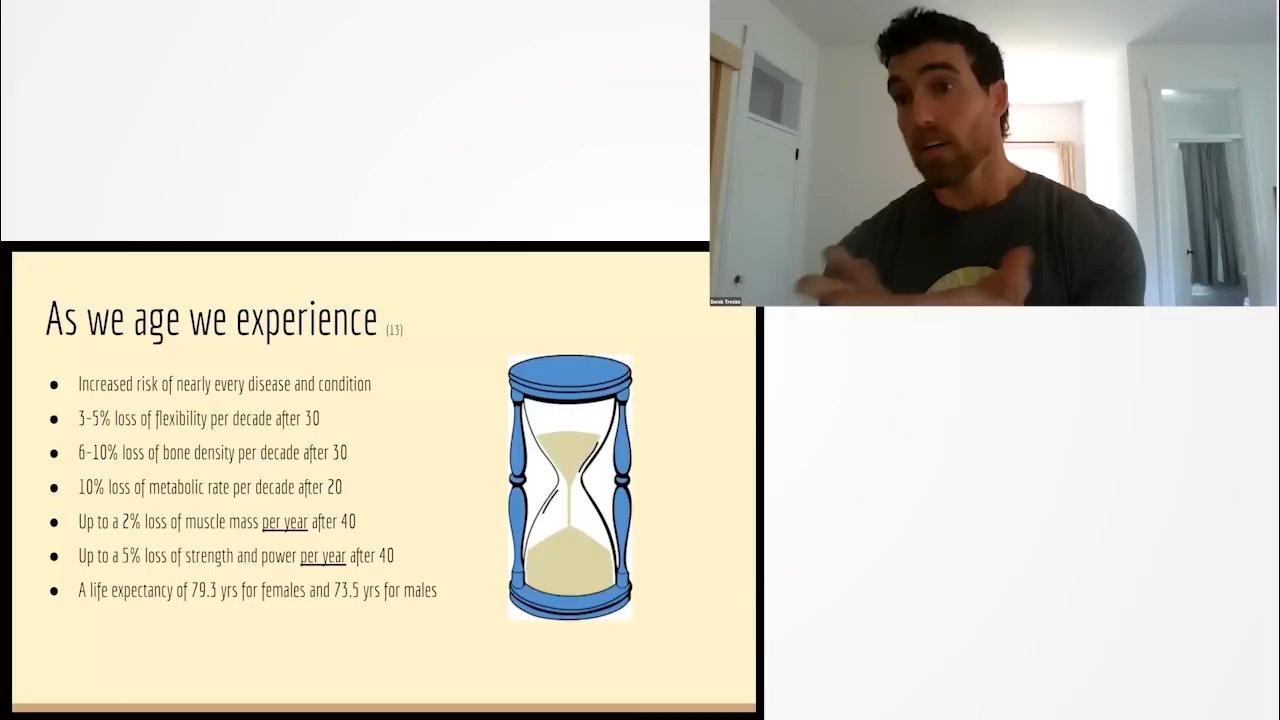 Derek Tresize
As we age we experience (13)
Increased risk of nearly every disease and condition
3-5% loss of flexibility per decade after 30
6-10% loss of bone density per decade after 30
10% loss of metabolic rate per decade after 20
Up to a 2% loss of muscle mass per year after 40
Up to a 5% loss of strength and power per year after 40
A life expectancy of 79.3 yrs for females and 73.5 yrs for males